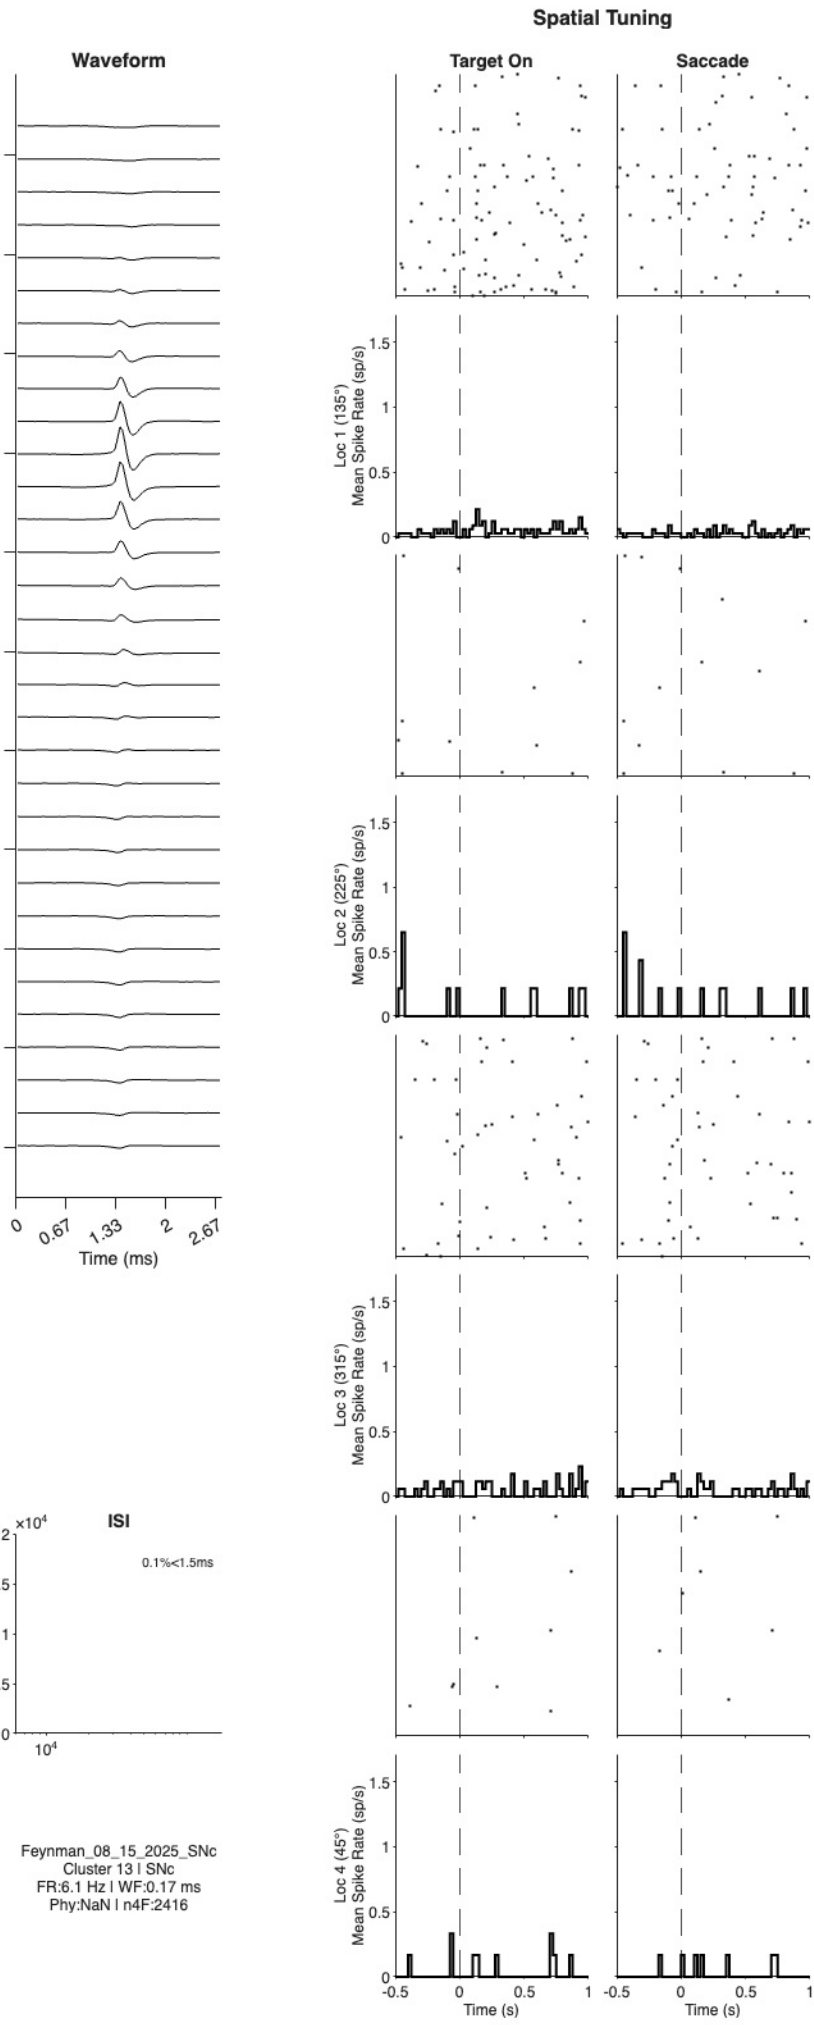 Spatial Tuning
Waveform
Target On
Saccade
1.5
1
0.5
0
Loc 1 (135°)
Mean Spike Rate (sp/s)
1.5
1
0.5
0
Loc 2 (225°)
Mean Spike Rate (sp/s)
0 0.67 1.33 2 2.67
Time (ms)
1.5
1
0.5
0
Loc 3 (315°)
Mean Spike Rate (sp/s)
×10⁴
ISI
2
0.1%<1.5ms
.5
1
.5
0
10⁴
1.5
1
0.5
0
Loc 4 (45°)
Mean Spike Rate (sp/s)
Feynman_08_15_2025_SNc
Cluster 13 | SNc
FR:6.1 Hz | WF:0.17 ms
Phy:NaN | n4F:2416
-0.5 0 0.5 1
-0.5 0 0.5 1
Time (s)
Time (s)